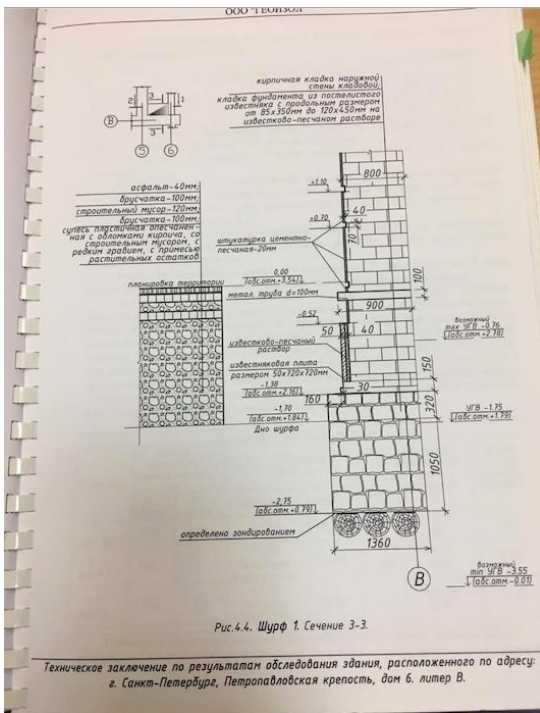 ООО "ГЕОИЗОЛ"
кирпичная кладка наружной
стены кладовой;
кладка фундамента из постелистого
известняка с продольным размером
от 85х350мм до 120х450мм на
известково-песчаном растворе
2
3
1
В
3
5
6
асфальт-40мм;
брусчатка-100мм;
строительный мусор-120мм;
брусчатка-100мм;
супесь пластичная опесчанен-
ная с обломками кирпича, со
строительным мусором, с
редким гравием, с примесью
растительных остатков
800
+1.10
40
+0.70
70
штукатурка цементно-
песчаная-20мм
планировка территории
0,00
(абс.отм.+3.54)
метал. труба d=100мм
100
900
-0.52
50
40
возможный
max УГВ -0.76
(абс.отм.+2.78)
известково-песчаный
раствор
известняковая плита
размером 50х720х720мм
150
-1,38
(абс.отм.+2.16)
30
160
320
-1,70
(абс.отм.+1.84)
УГВ -1.75
(абс.отм.+1.79)
Дно шурфа
1050
-2,75
(абс.отм.+0.79)
определено зондированием
1360
В
возможный
min УГВ -3.55
(абс.отм.-0.01)
Рис.4.4. Шурф 1. Сечение 3-3.
Техническое заключение по результатам обследования здания, расположенного по адресу:
г. Санкт-Петербург, Петропавловская крепость, дом 6. литер В.